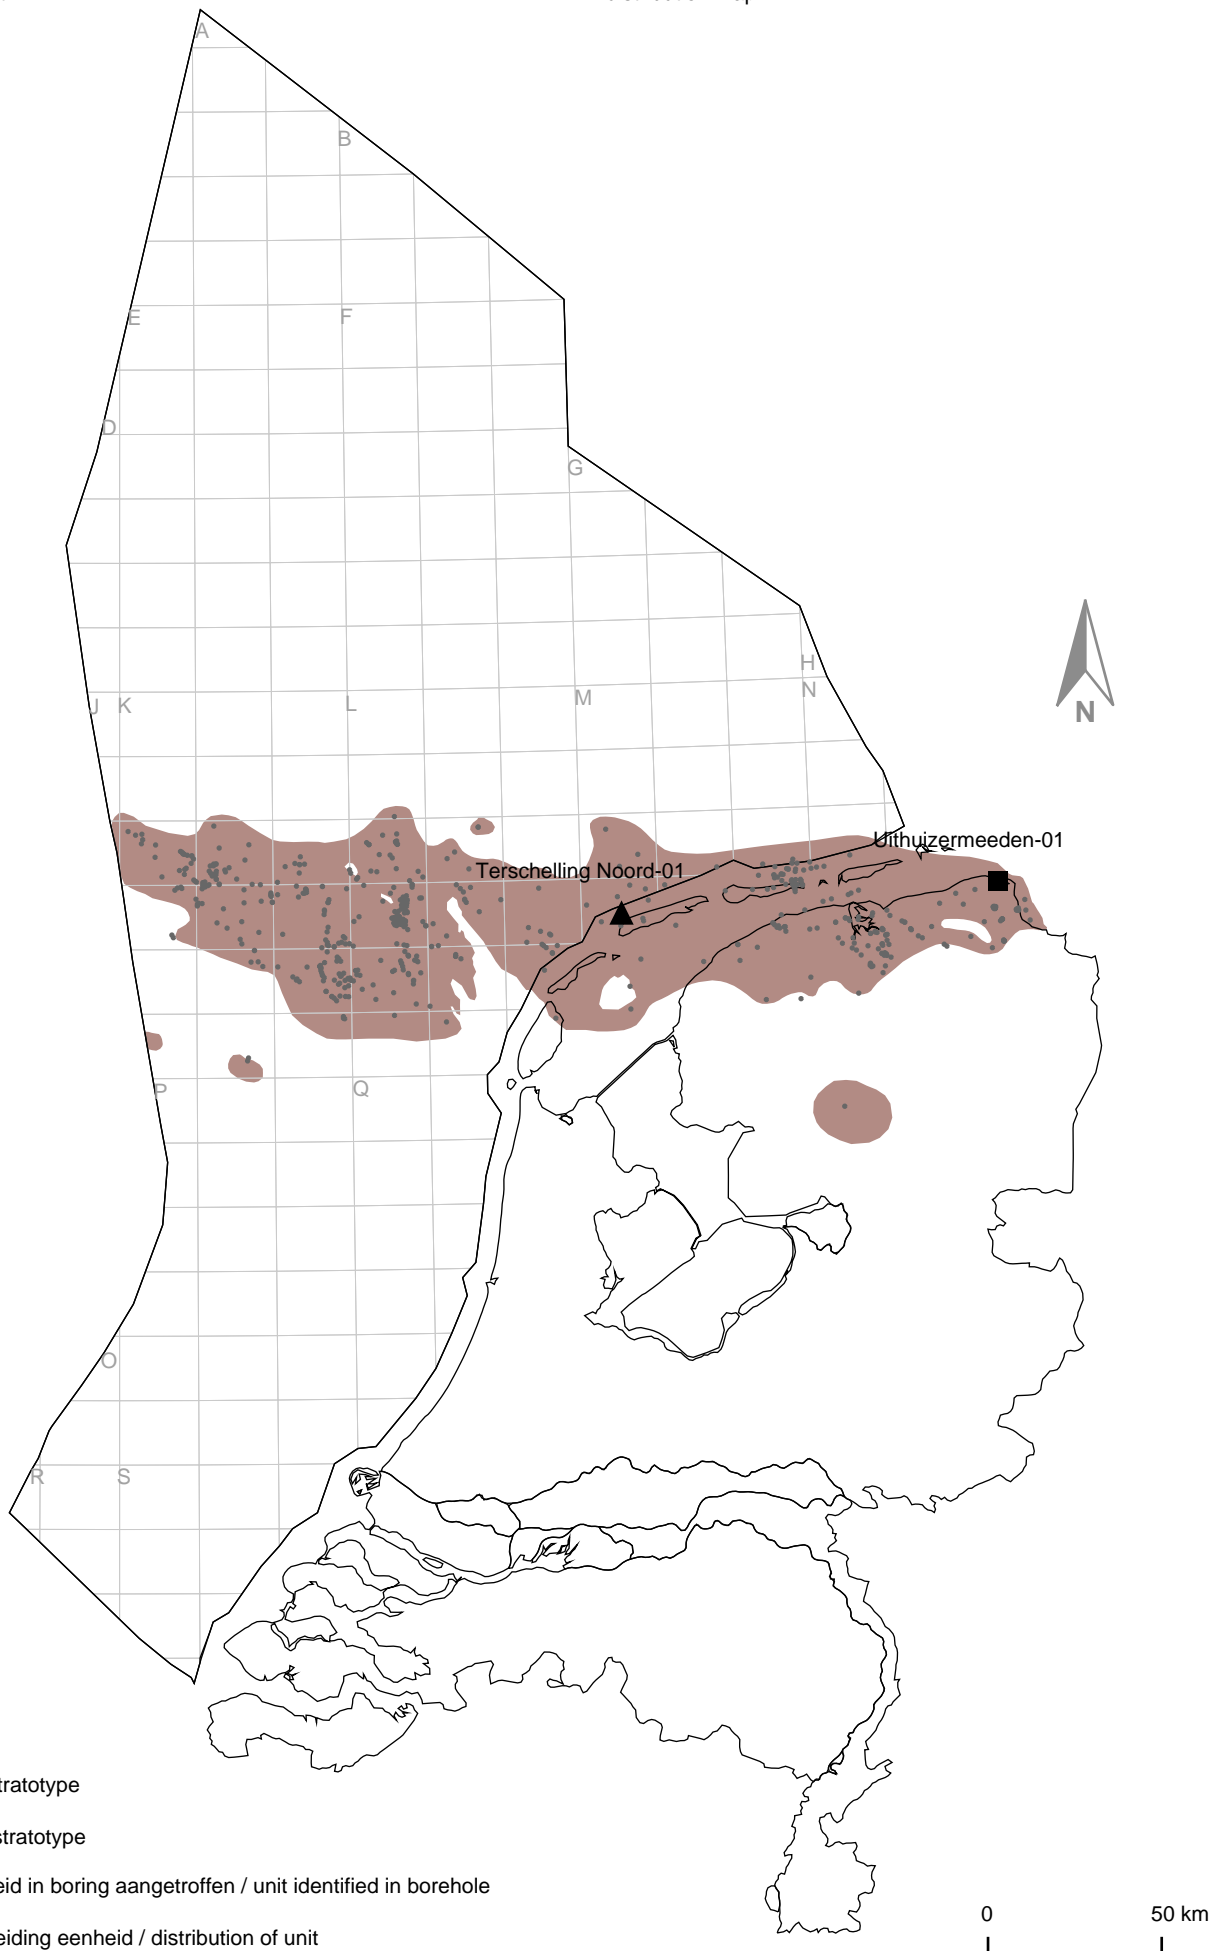 A
B
E
F
D
G
H
N
J K
L
M
N
Uithuizermeeden-01
Terschelling Noord-01
P
Q
O
R
S
tratotype
stratotype
eid in boring aangetroffen / unit identified in borehole
eiding eenheid / distribution of unit
0
50 km